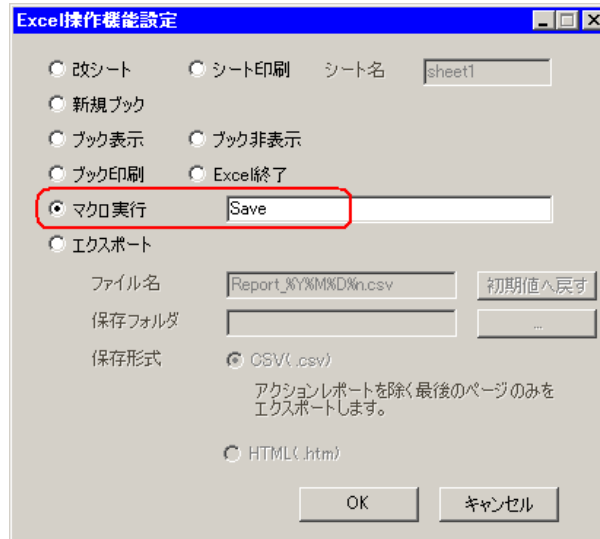 Excel操作機能設定
改シート シート印刷 シート名 sheet1
新規ブック
ブック表示 ブック非表示
ブック印刷 Excel終了
マクロ実行 Save
エクスポート
ファイル名 Report_%Y%M%D%n.csv 初期値へ戻す
保存フォルダ ...
保存形式 CSV(.csv)
アクションレポートを除く最後のページのみを
エクスポートします。
HTML(.htm)
OK キャンセル